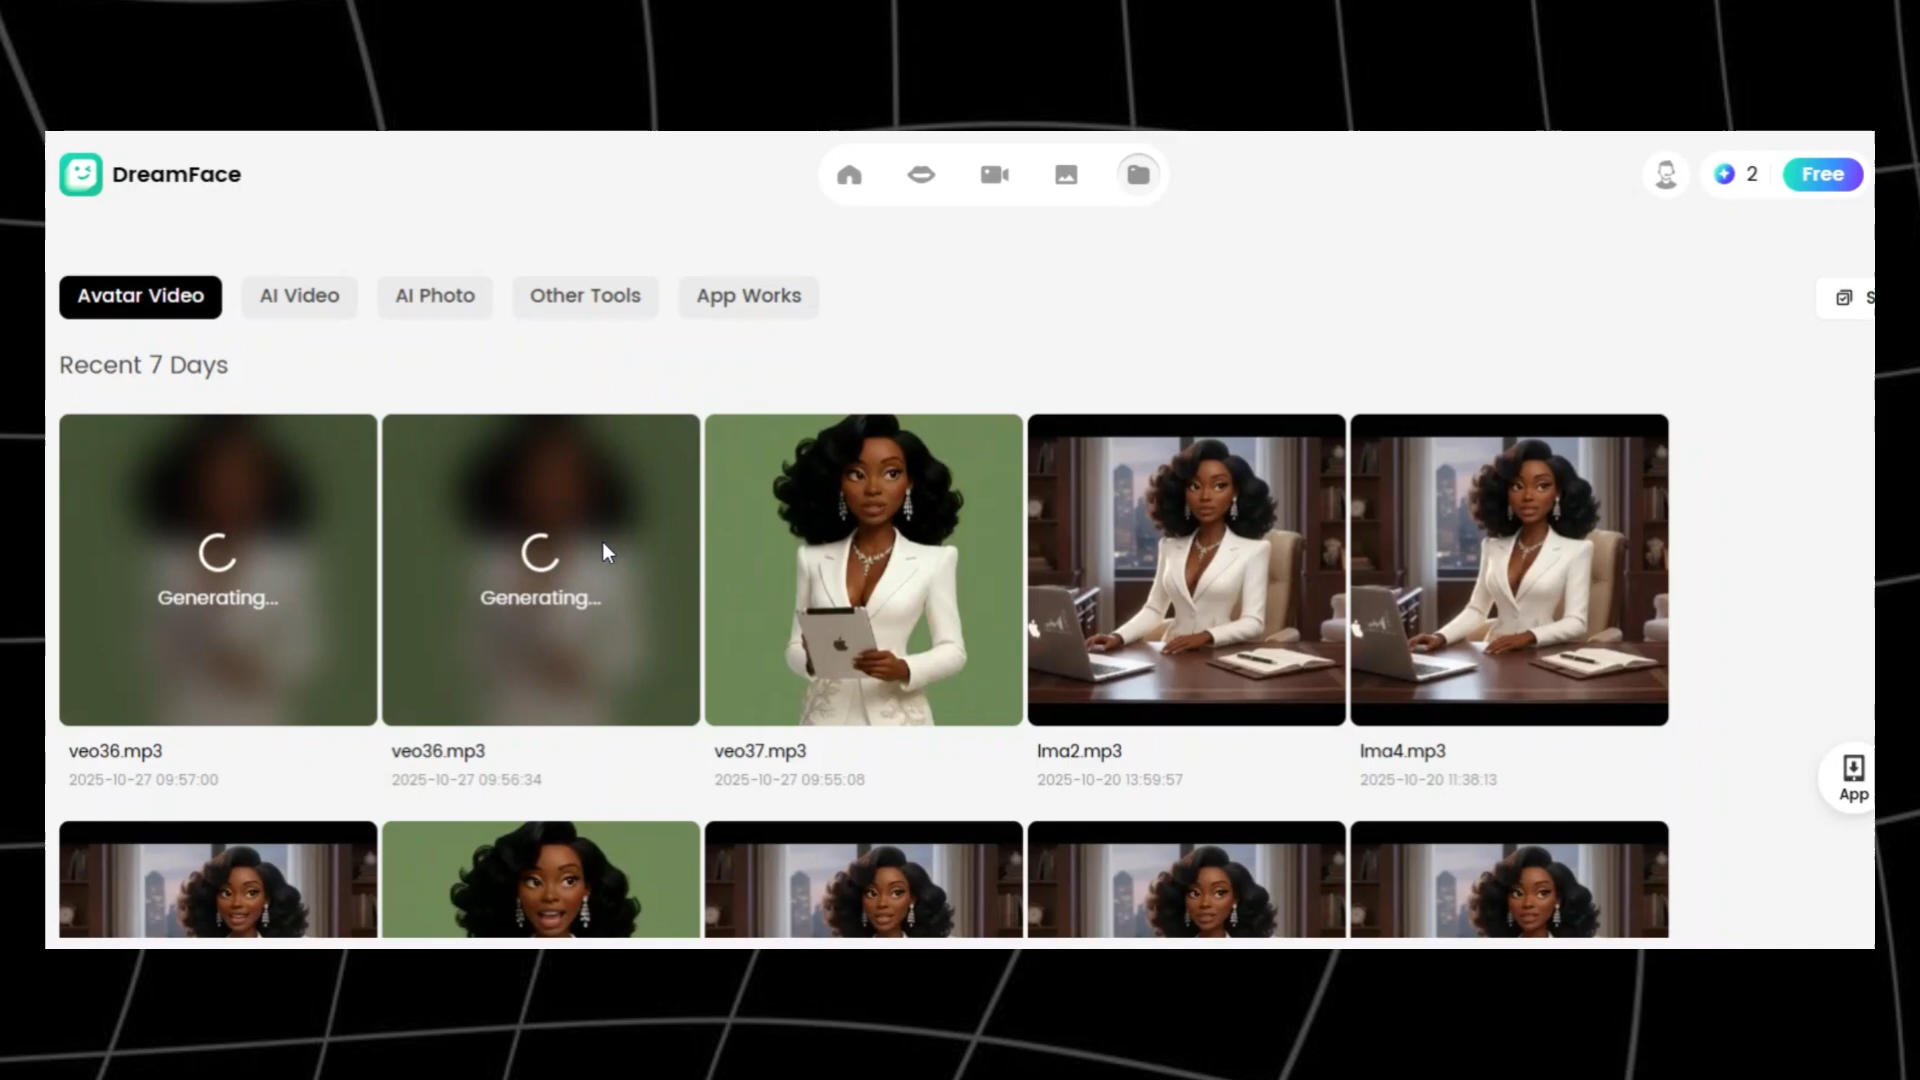 DreamFace
2 Free
Avatar Video AI Video AI Photo Other Tools App Works
Recent 7 Days
Generating... Generating...
veo36.mp3 veo36.mp3 veo37.mp3 lma2.mp3 lma4.mp3
2025-10-27 09:57:00 2025-10-27 09:56:34 2025-10-27 09:55:08 2025-10-20 13:59:57 2025-10-20 11:38:13
App